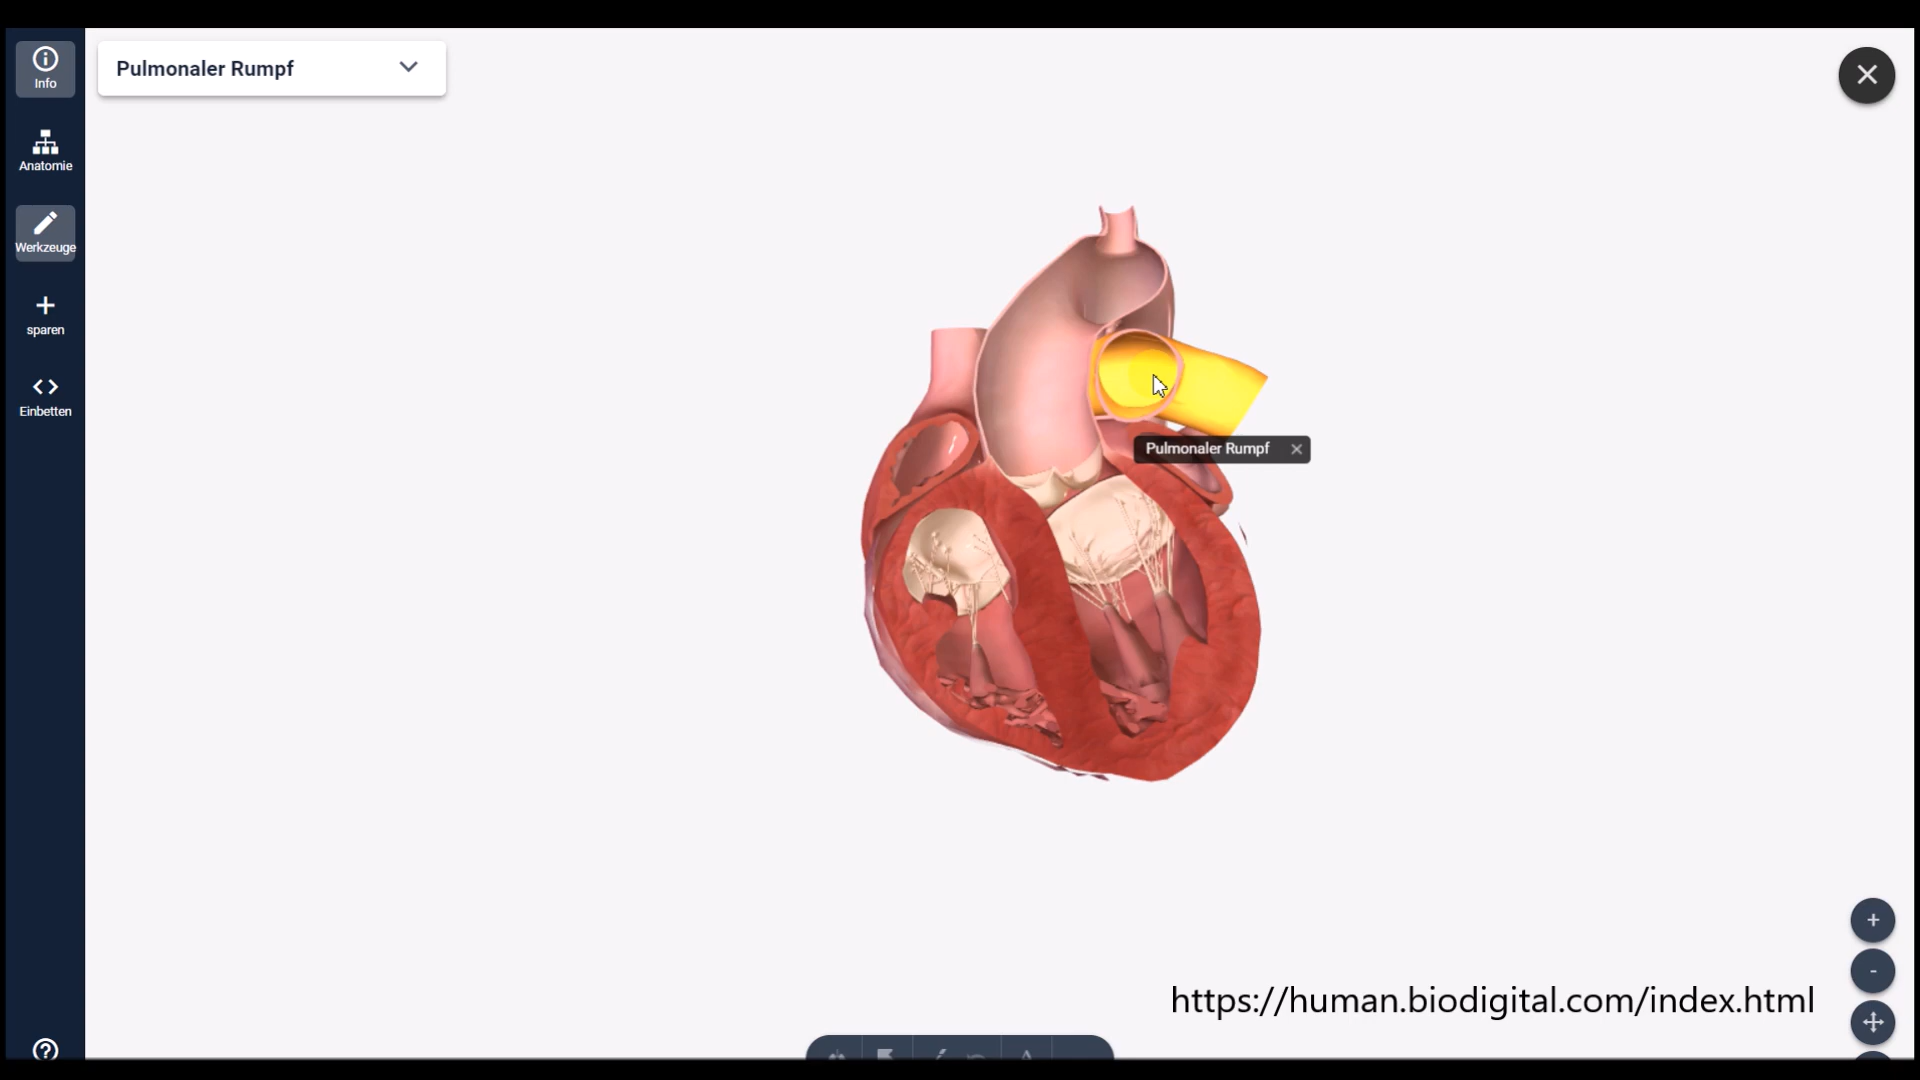 Info
Pulmonaler Rumpf
Anatomie
Werkzeuge
sparen
Einbetten
Pulmonaler Rumpf
https://human.biodigital.com/index.html